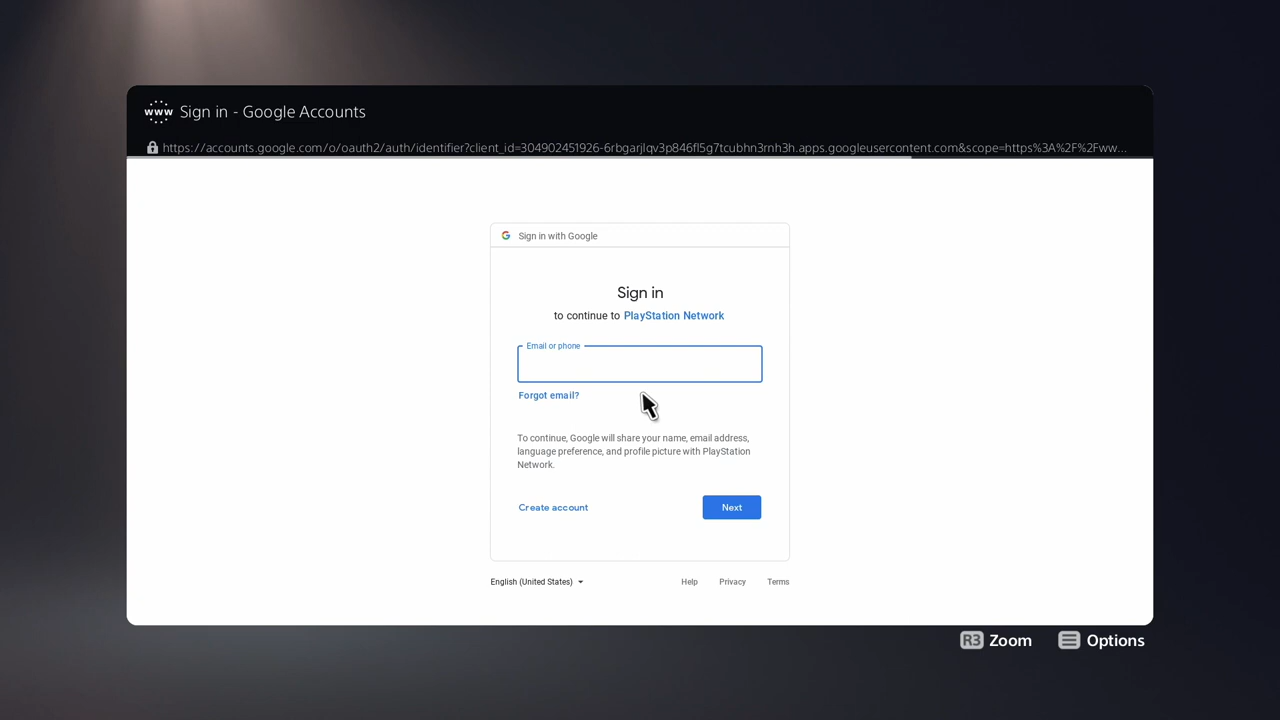 www Sign in - Google Accounts
https://accounts.google.com/o/oauth2/auth/identifier?client_id=304902451926-6rbgarjlqv3p846fl5g7tcubhn3rnh3h.apps.googleusercontent.com&scope=https%3A%2F%2Fww...
G Sign in with Google
Sign in
to continue to PlayStation Network
Email or phone
Forgot email?
To continue, Google will share your name, email address,
language preference, and profile picture with PlayStation
Network.
Create account Next
English (United States) Help Privacy Terms
R3 Zoom Options